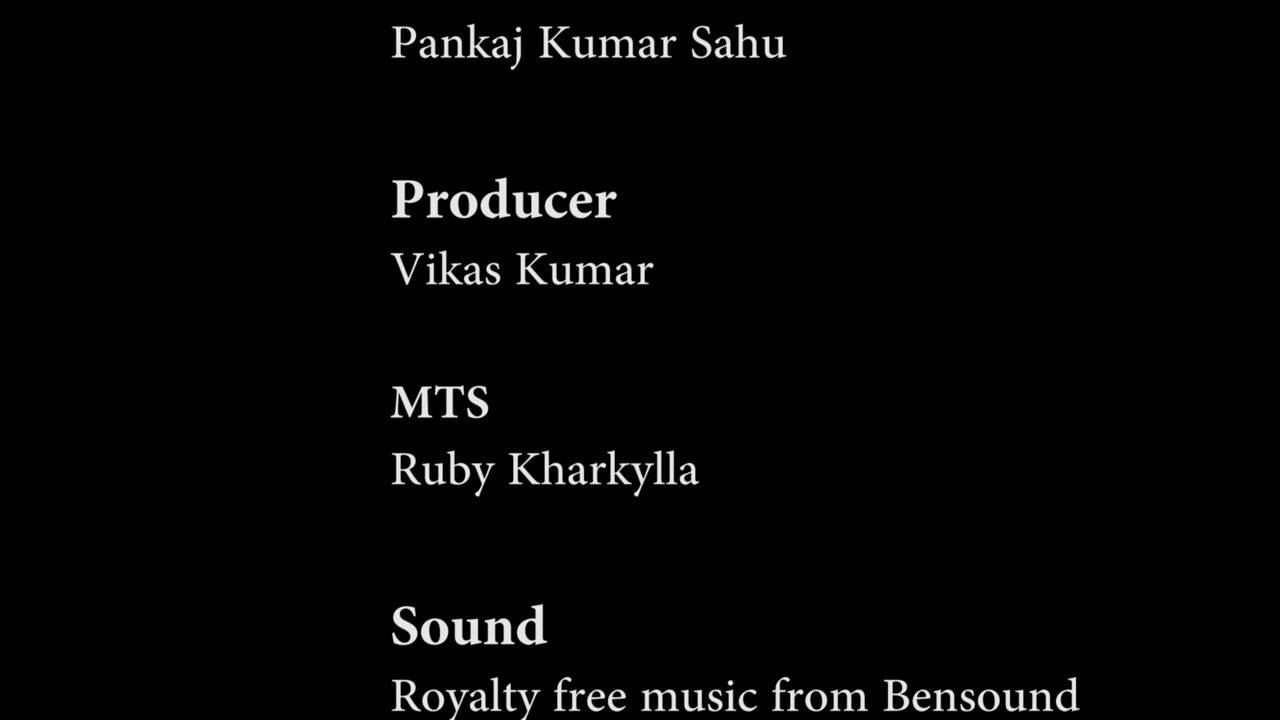 Pankaj Kumar Sahu
Producer
Vikas Kumar
MTS
Ruby Kharkylla
Sound
Royalty free music from Bensound